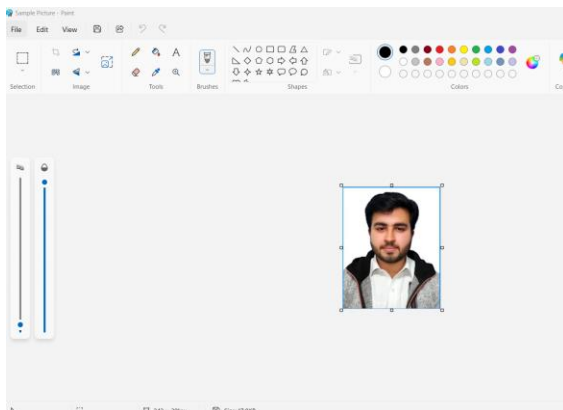 Sample Picture - Paint
File Edit View
Selection
Image
Tools
Brushes
Shapes
Colors